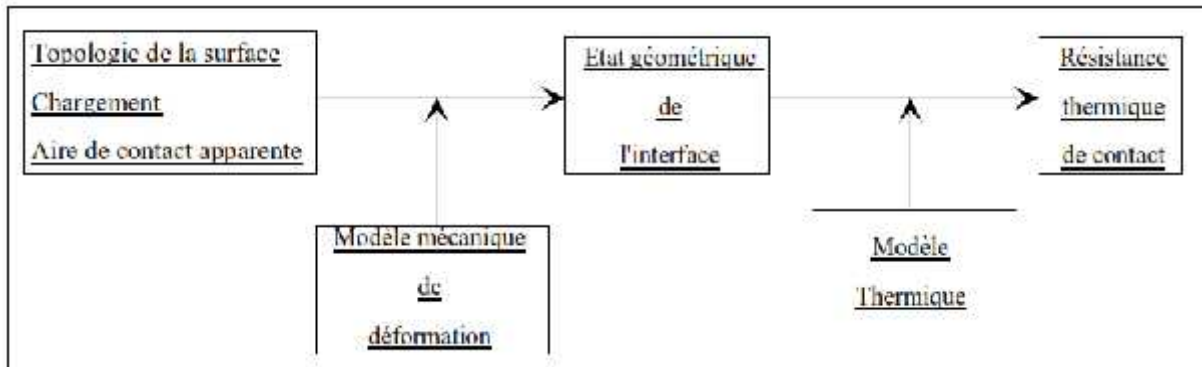 Topologie de la surface
Chargement
Aire de contact apparente
Etat géométrique
de
l'interface
Résistance
thermique
de contact
Modèle mécanique
de
déformation
Modèle
Thermique